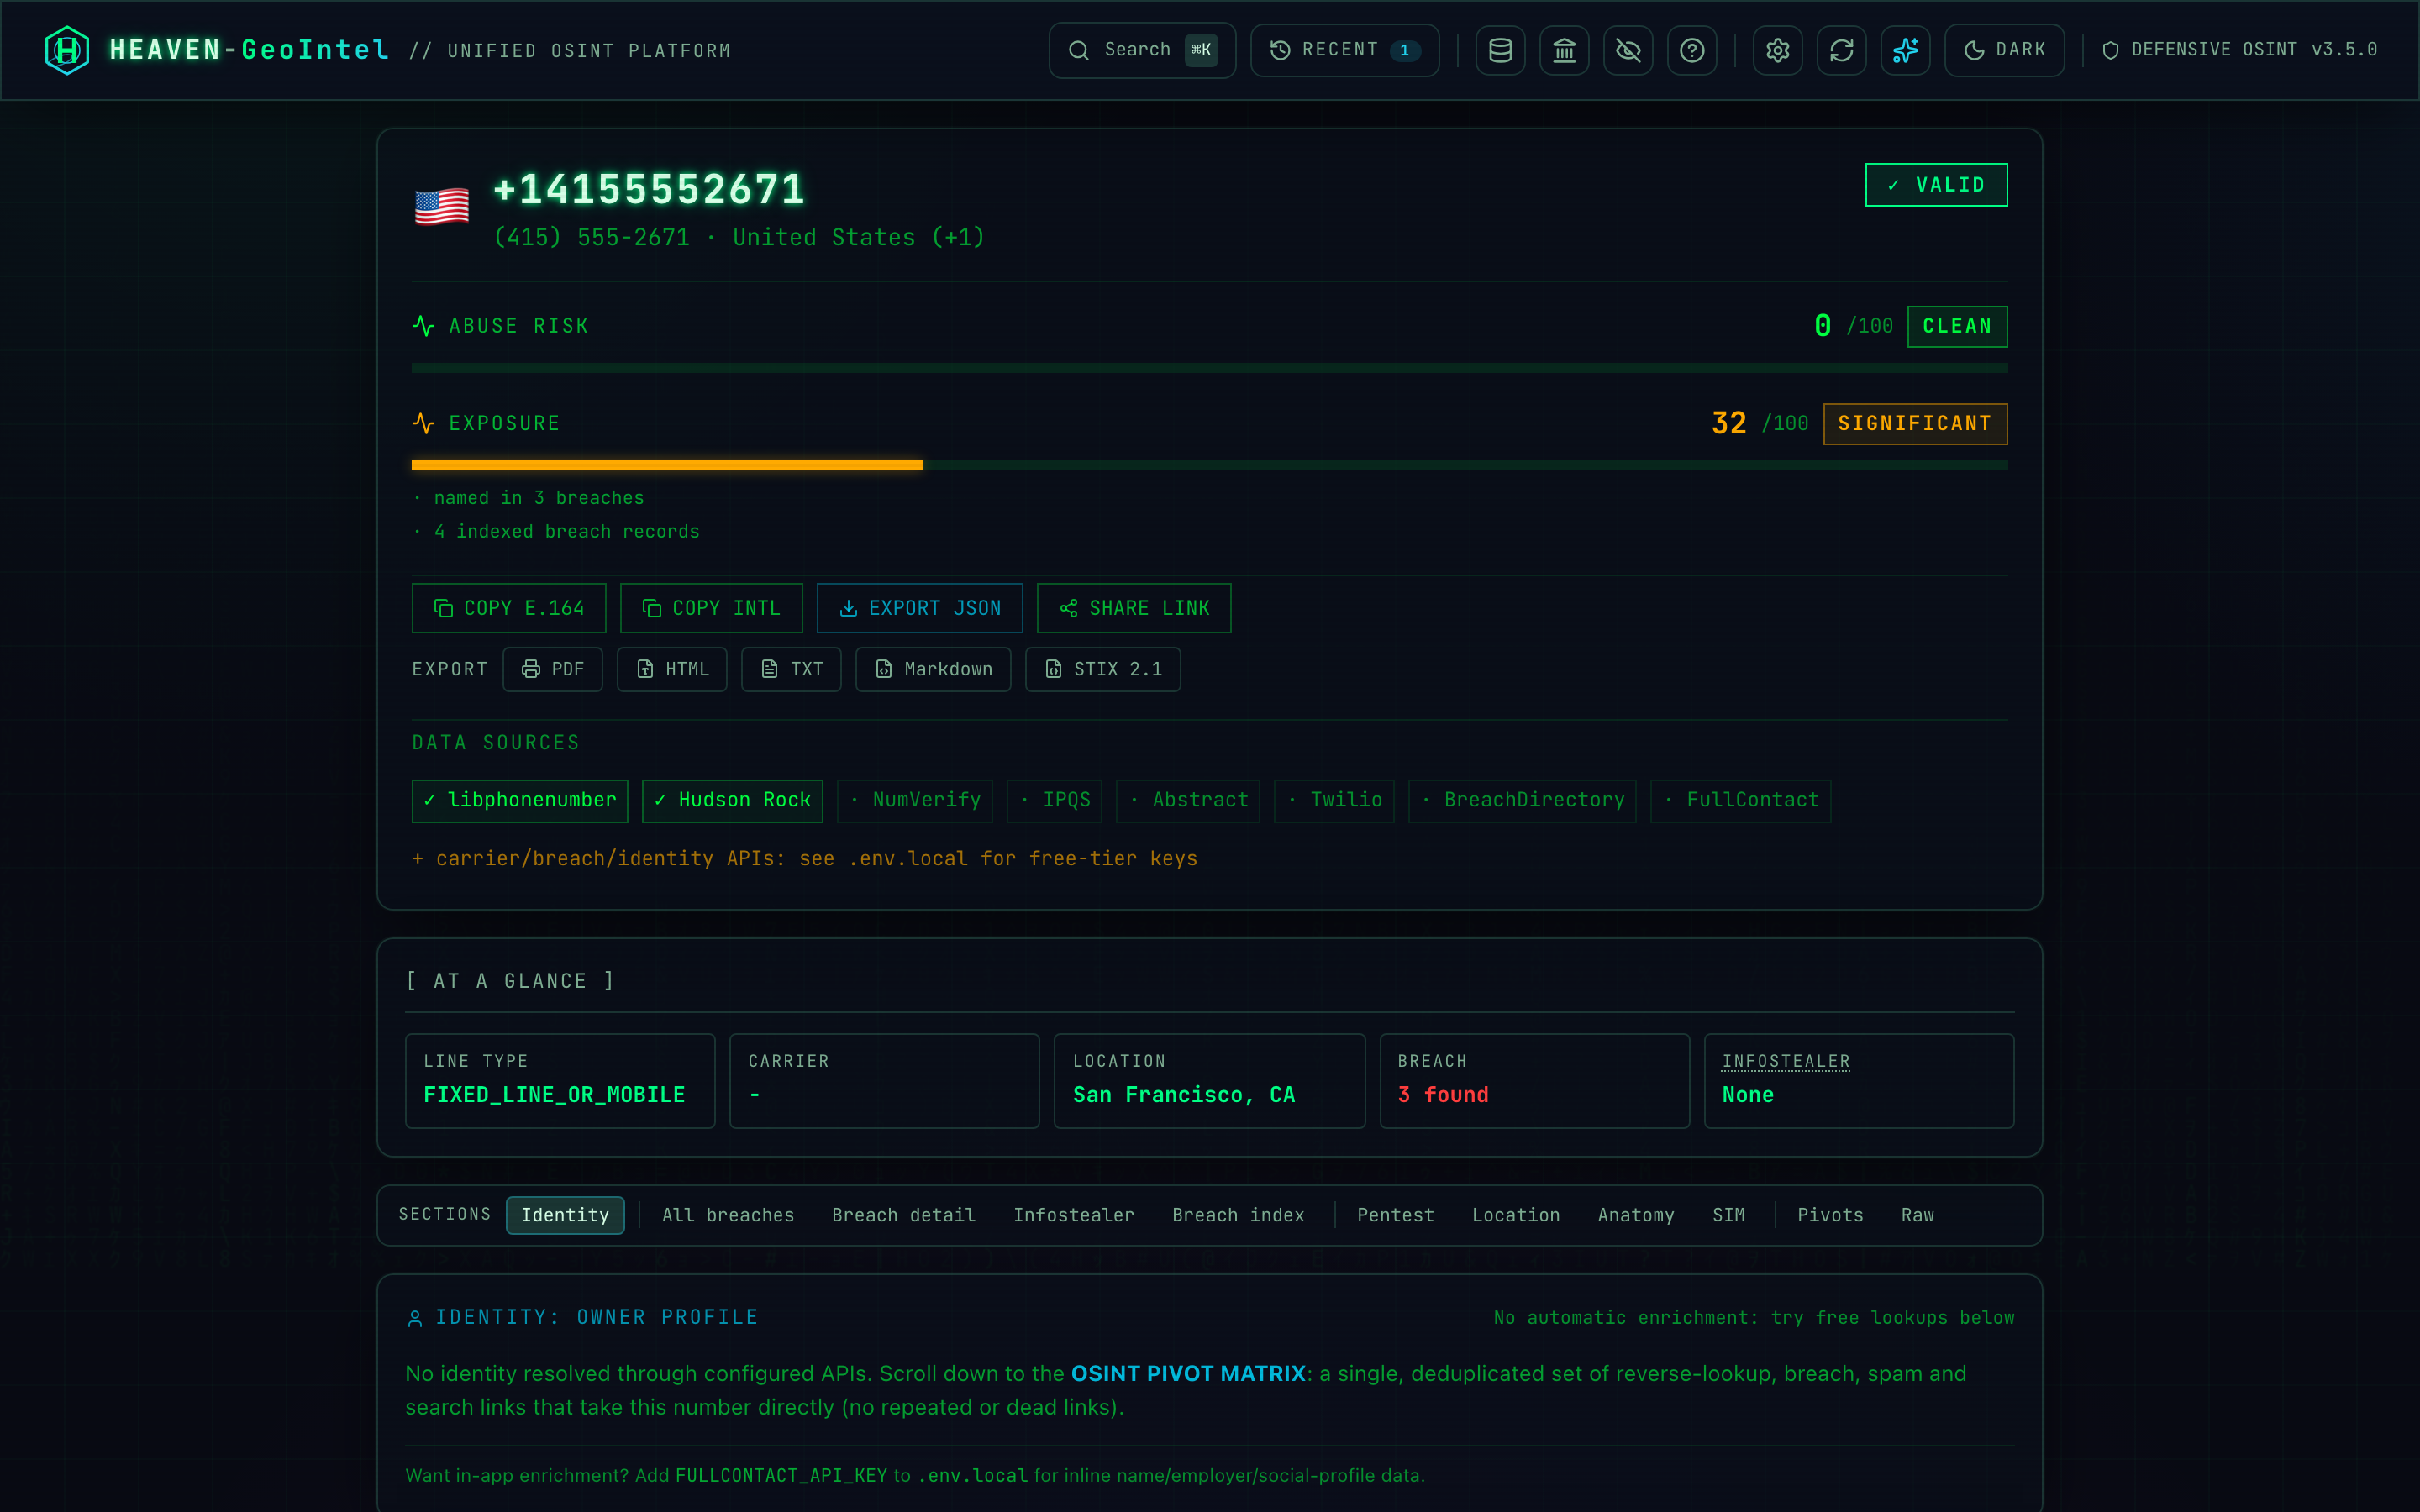 HEAVEN-GeoIntel // UNIFIED OSINT PLATFORM
Search ⌘K
RECENT 1
DARK
DEFENSIVE OSINT v3.5.0
+14155552671
(415) 555-2671 · United States (+1)
✓ VALID
ABUSE RISK
0 /100 CLEAN
EXPOSURE
32 /100 SIGNIFICANT
· named in 3 breaches
· 4 indexed breach records
COPY E.164
COPY INTL
EXPORT JSON
SHARE LINK
EXPORT PDF HTML TXT Markdown STIX 2.1
DATA SOURCES
✓ libphonenumber ✓ Hudson Rock · NumVerify · IPQS · Abstract · Twilio · BreachDirectory · FullContact
+ carrier/breach/identity APIs: see .env.local for free-tier keys
[ AT A GLANCE ]
LINE TYPE
FIXED_LINE_OR_MOBILE
CARRIER
-
LOCATION
San Francisco, CA
BREACH
3 found
INFOSTEALER
None
SECTIONS Identity All breaches Breach detail Infostealer Breach index Pentest Location Anatomy SIM Pivots Raw
IDENTITY: OWNER PROFILE
No automatic enrichment: try free lookups below
No identity resolved through configured APIs. Scroll down to the OSINT PIVOT MATRIX: a single, deduplicated set of reverse-lookup, breach, spam and
search links that take this number directly (no repeated or dead links).
Want in-app enrichment? Add FULLCONTACT_API_KEY to .env.local for inline name/employer/social-profile data.